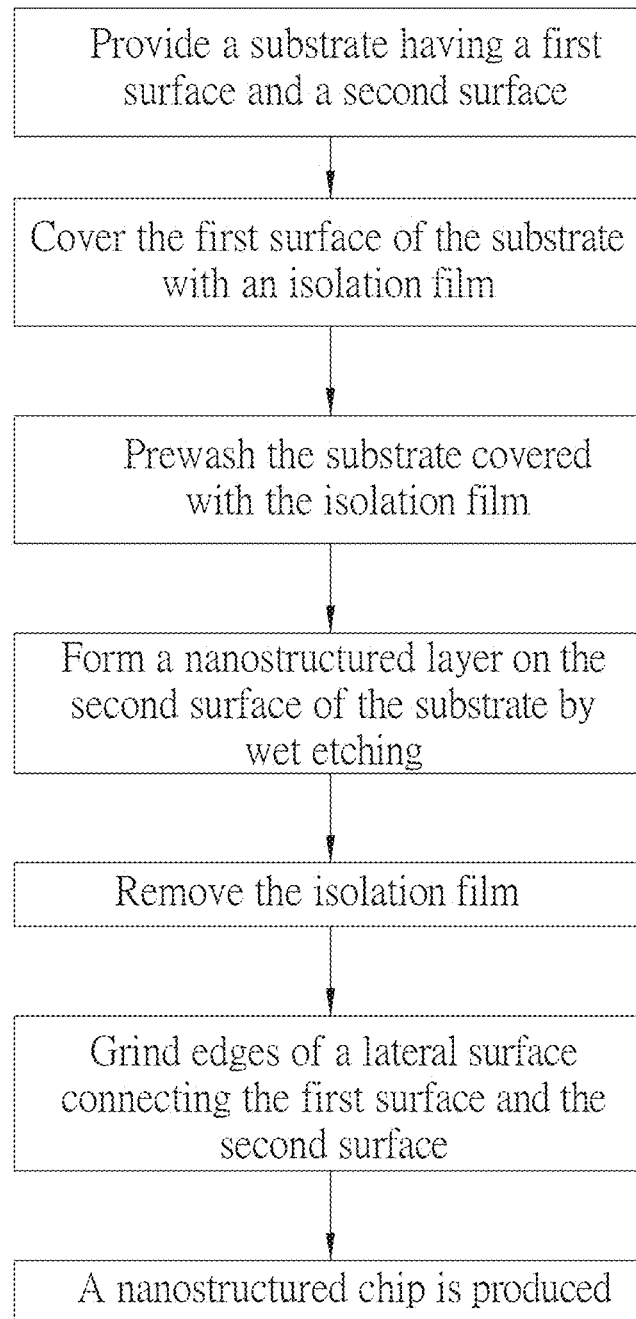 Provide a substrate having a first
surface and a second surface
Cover the first surface of the substrate
with an isolation film
Prewash the substrate covered
with the isolation film
Form a nanostructured layer on the
second surface of the substrate by
wet etching
Remove the isolation film
Grind edges of a lateral surface
connecting the first surface and the
second surface
A nanostructured chip is produced